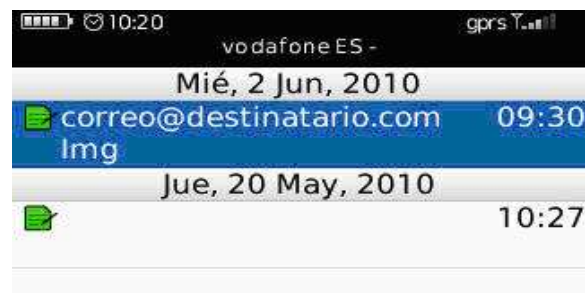 10:20 gprs
vodafone ES -
Mié, 2 Jun, 2010
correo@destinatario.com 09:30
Img
Jue, 20 May, 2010
10:27